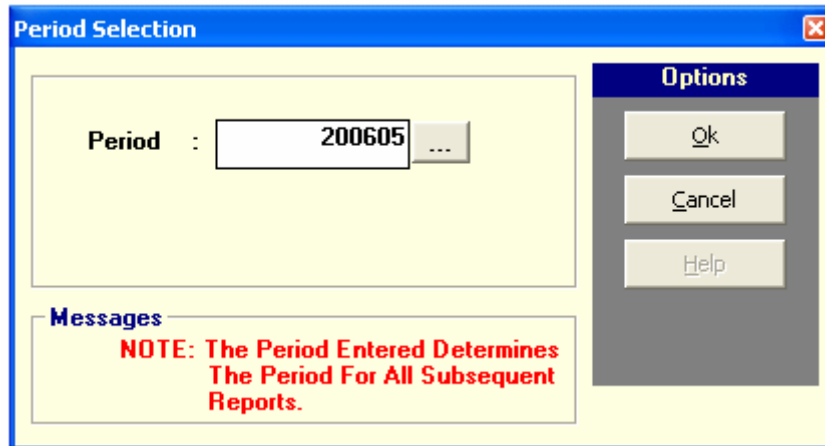 Period Selection
Options
Period : 200605 ...
Ok
Cancel
Help
Messages
NOTE: The Period Entered Determines
The Period For All Subsequent
Reports.